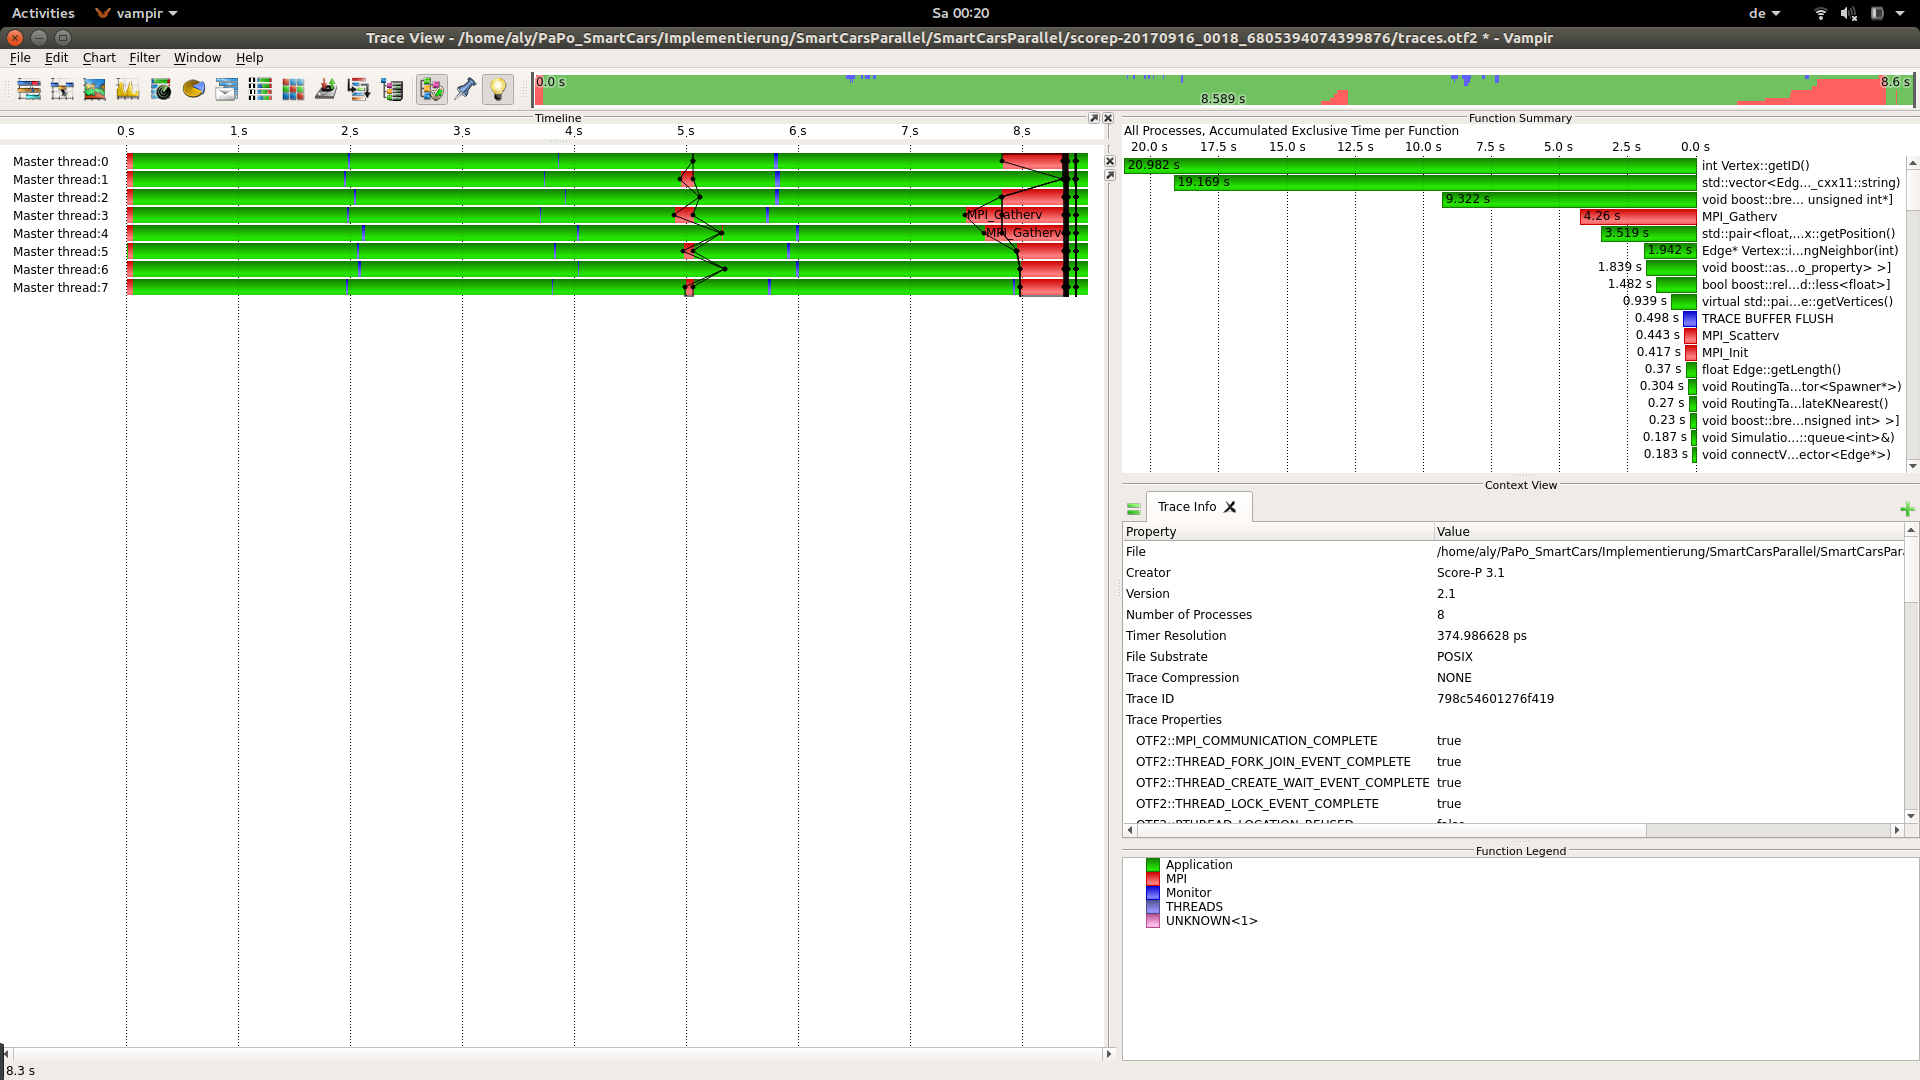 Activities vampir Sa 00:20 de
Trace View - /home/aly/PaPo_SmartCars/Implementierung/SmartCarsParallel/SmartCarsParallel/scorep-20170916_0018_6805394074399876/traces.otf2 * - Vampir
File Edit Chart Filter Window Help
0.0 s 8.589 s 8.6 s
Timeline
0 s 1 s 2 s 3 s 4 s 5 s 6 s 7 s 8 s
Master thread:0
Master thread:1
Master thread:2
Master thread:3 MPI_Gatherv
Master thread:4 MPI_Gatherv
Master thread:5
Master thread:6
Master thread:7
8.3 s
Function Summary
All Processes, Accumulated Exclusive Time per Function
20.0 s 17.5 s 15.0 s 12.5 s 10.0 s 7.5 s 5.0 s 2.5 s 0.0 s
20.982 s int Vertex::getID()
19.169 s std::vector<Edg..._cxx11::string)
9.322 s void boost::bre... unsigned int*]
4.26 s MPI_Gatherv
3.519 s std::pair<float,...x::getPosition()
1.942 s Edge* Vertex::i...ngNeighbor(int)
1.839 s void boost::as...o_property> >]
1.482 s bool boost::rel...d::less<float>]
0.939 s virtual std::pai...e::getVertices()
0.498 s TRACE BUFFER FLUSH
0.443 s MPI_Scatterv
0.417 s MPI_Init
0.37 s float Edge::getLength()
0.304 s void RoutingTa...tor<Spawner*>)
0.27 s void RoutingTa...lateKNearest()
0.23 s void boost::bre...nsigned int> >]
0.187 s void Simulatio...::queue<int>&)
0.183 s void connectV...ector<Edge*>)
Context View
Trace Info
Property Value
File /home/aly/PaPo_SmartCars/Implementierung/SmartCarsParallel/SmartCarsPar
Creator Score-P 3.1
Version 2.1
Number of Processes 8
Timer Resolution 374.986628 ps
File Substrate POSIX
Trace Compression NONE
Trace ID 798c54601276f419
Trace Properties
OTF2::MPI_COMMUNICATION_COMPLETE true
OTF2::THREAD_FORK_JOIN_EVENT_COMPLETE true
OTF2::THREAD_CREATE_WAIT_EVENT_COMPLETE true
OTF2::THREAD_LOCK_EVENT_COMPLETE true
OTF2::PTHREAD_LOCATION_REUSED false
Function Legend
Application
MPI
Monitor
THREADS
UNKNOWN<1>